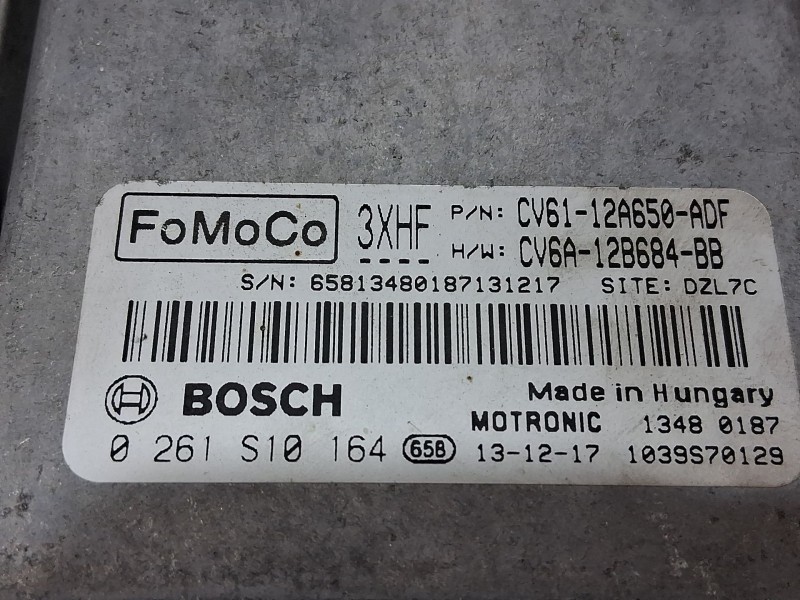 FoMoCo 3XHF P/N: CV61-12A650-ADF
H/W: CV6A-12B684-BB
S/N: 65813480187131217 SITE: DZL7C
BOSCH Made in Hungary
MOTRONIC 1348 0187
0 261 S10 164 658 13-12-17 1039S70129